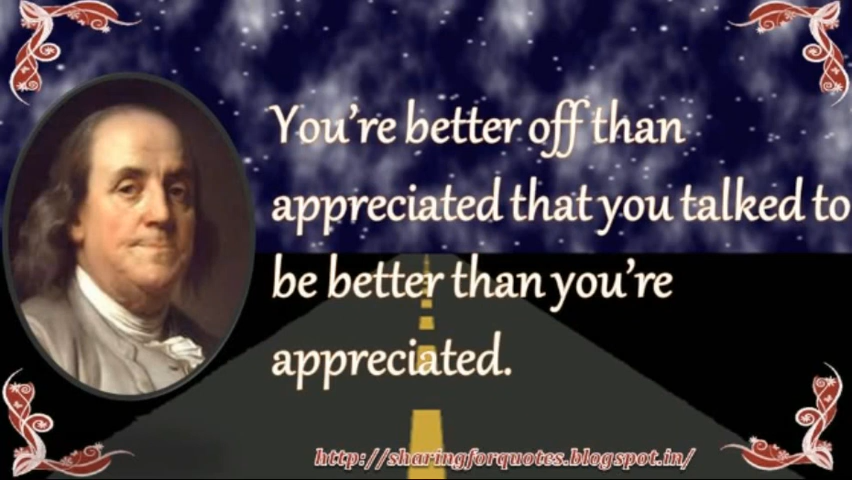 You're better off than
appreciated that you talked to
be better than you're
appreciated.
http://sharingforquotes.blogspot.in/